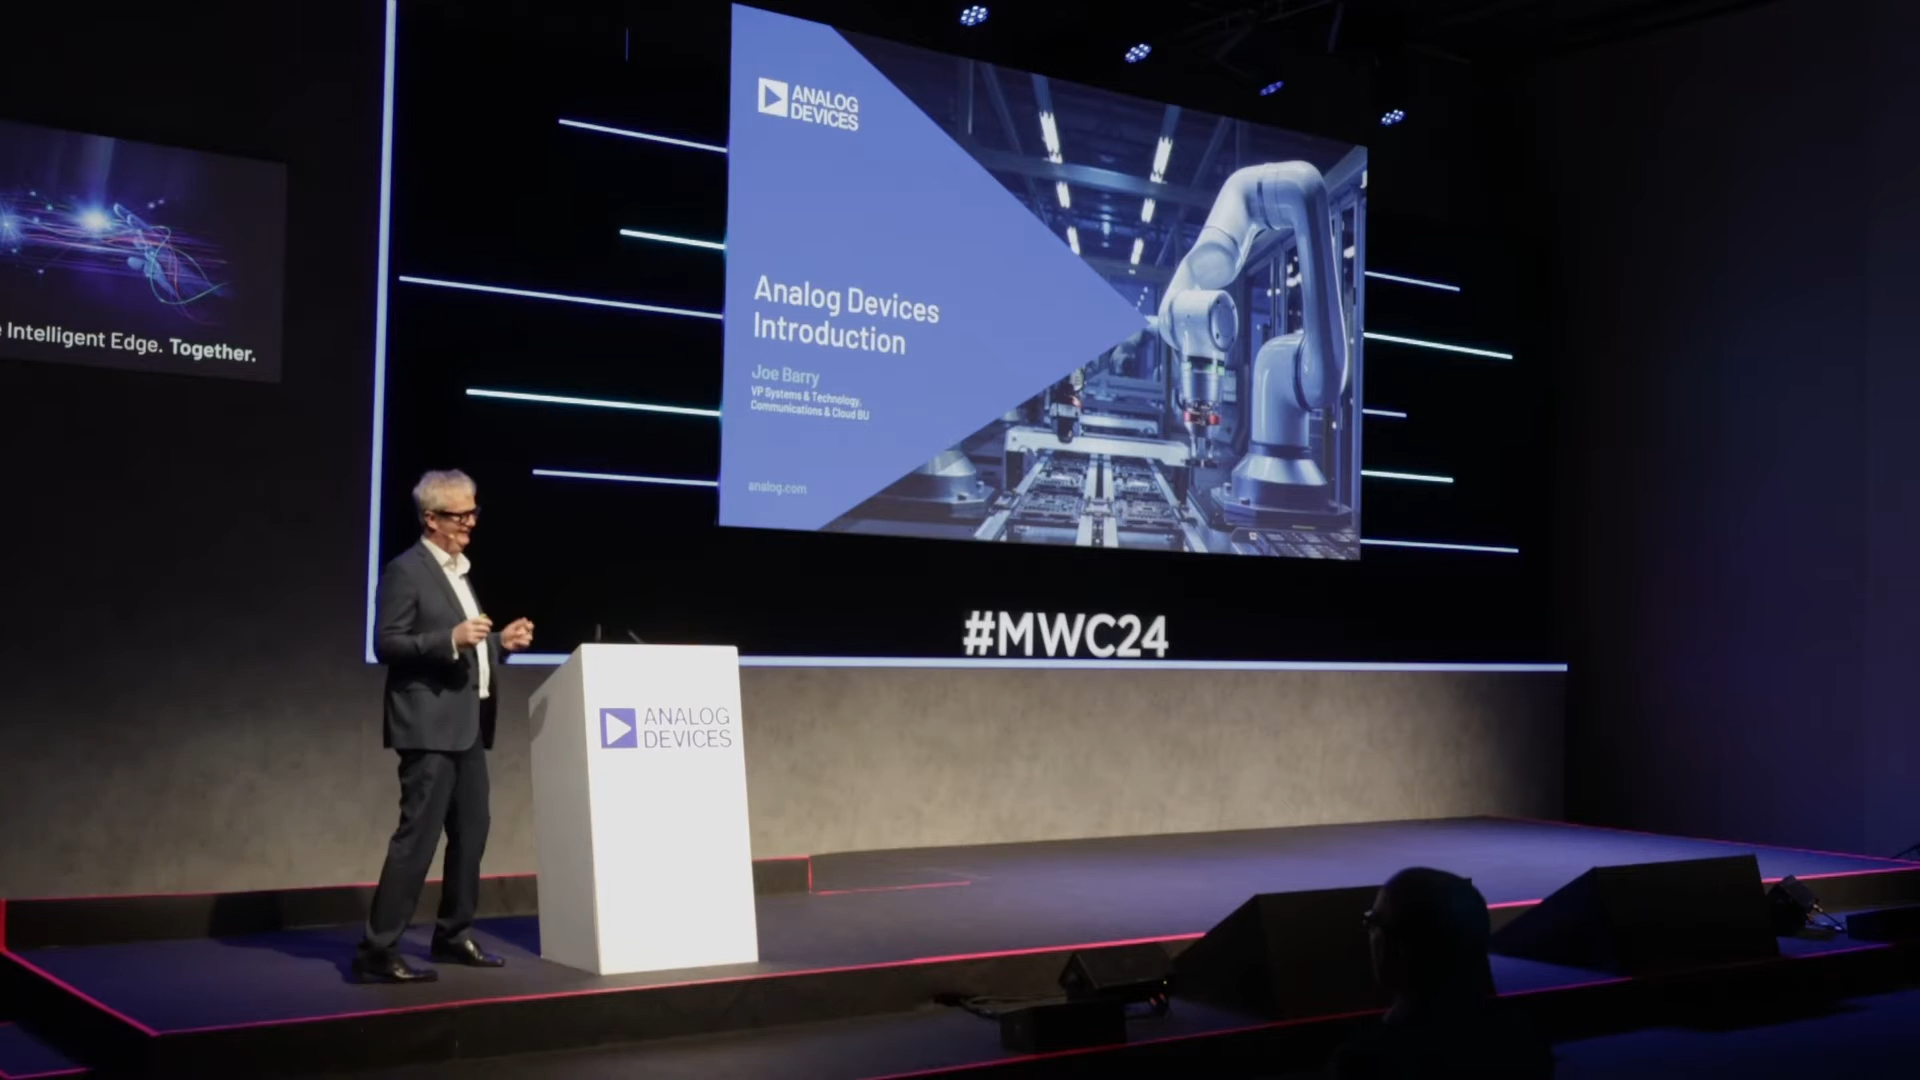 ANALOG
DEVICES
Analog Devices
Introduction
Joe Barry
VP Systems & Technology,
Communications & Cloud BU
analog.com
Intelligent Edge. Together.
#MWC24
ANALOG
DEVICES